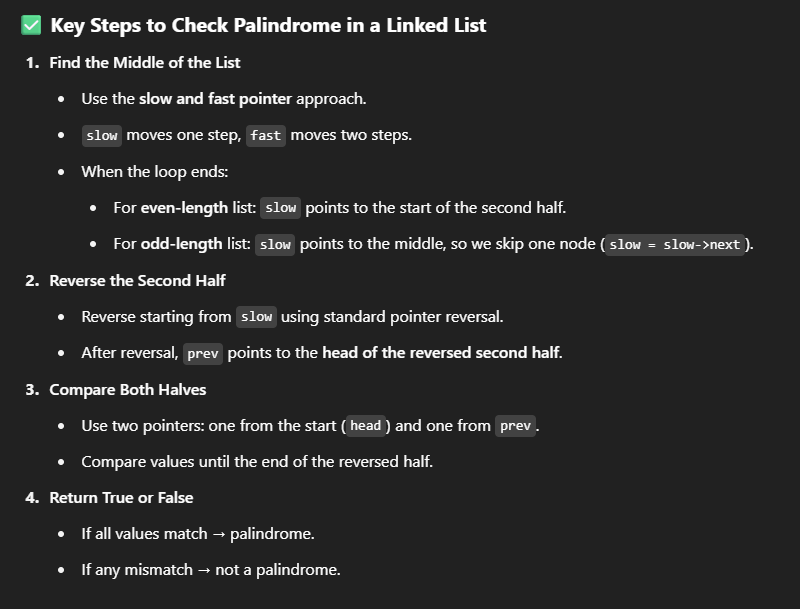 ✅ Key Steps to Check Palindrome in a Linked List
1. Find the Middle of the List
• Use the slow and fast pointer approach.
• slow moves one step, fast moves two steps.
• When the loop ends:
• For even-length list: slow points to the start of the second half.
• For odd-length list: slow points to the middle, so we skip one node (slow = slow->next).
2. Reverse the Second Half
• Reverse starting from slow using standard pointer reversal.
• After reversal, prev points to the head of the reversed second half.
3. Compare Both Halves
• Use two pointers: one from the start (head) and one from prev.
• Compare values until the end of the reversed half.
4. Return True or False
• If all values match → palindrome.
• If any mismatch → not a palindrome.